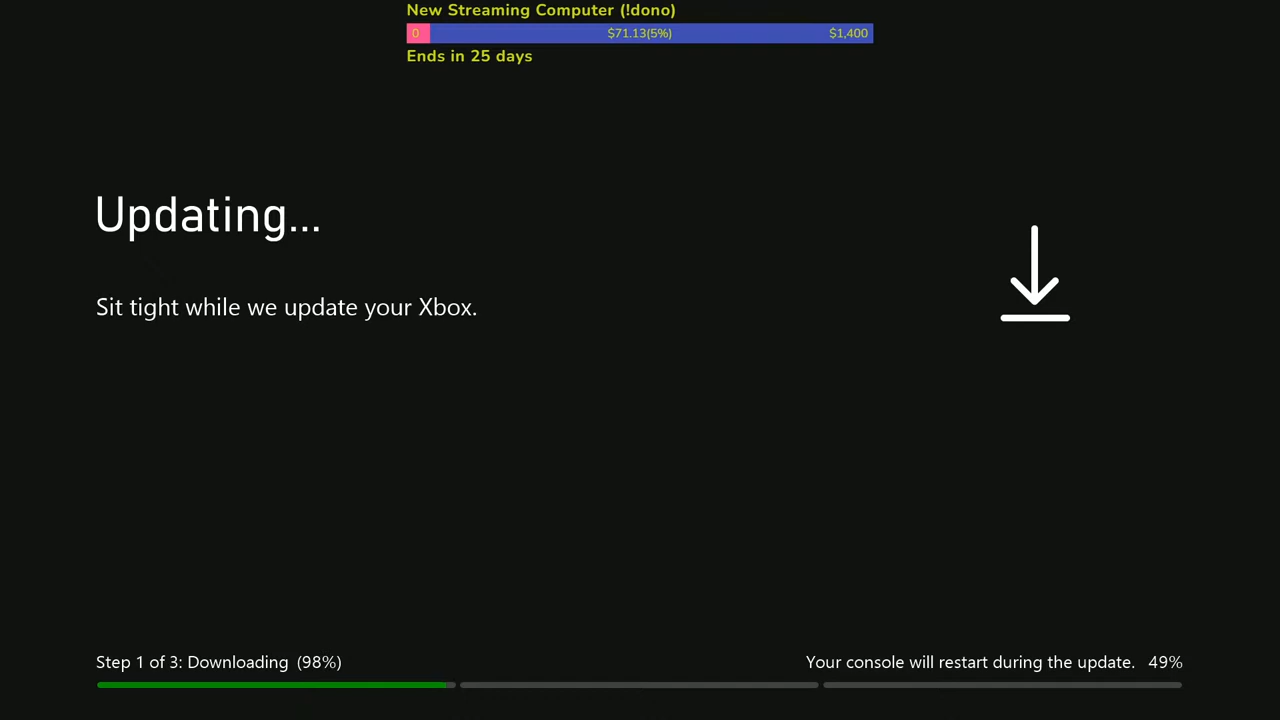 New Streaming Computer (!dono)
0 $71.13(5%) $1,400
Ends in 25 days
Updating...
Sit tight while we update your Xbox.
Step 1 of 3: Downloading (98%)
Your console will restart during the update. 49%